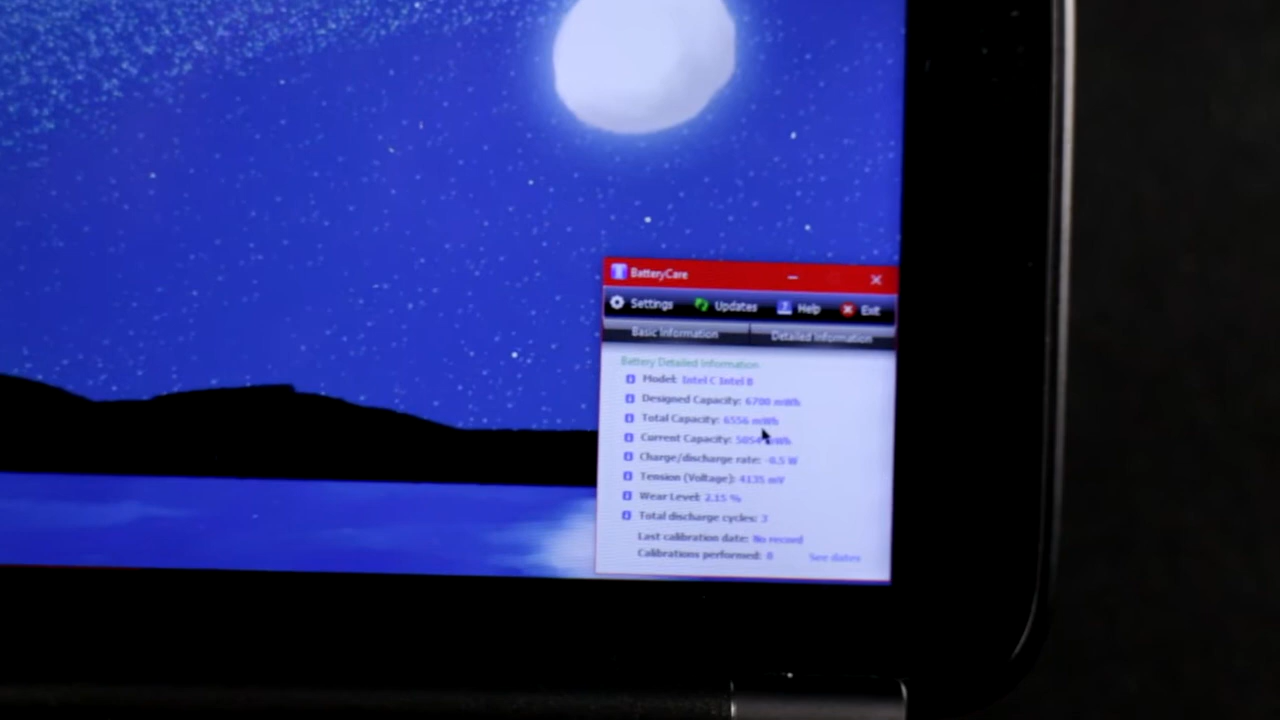 BatteryCare
Settings Updates Help Exit
Basic Information Detailed Information
Battery Detailed Information
Model: Intel C Intel B
Designed Capacity: 6700 mWh
Total Capacity: 6556 mWh
Current Capacity:
Charge/discharge rate: -0.5 W
Tension (Voltage): 4135 mV
Wear Level: 2.15 %
Total discharge cycles: 3
Last calibration date: No record
Calibrations performed: 0 See dates